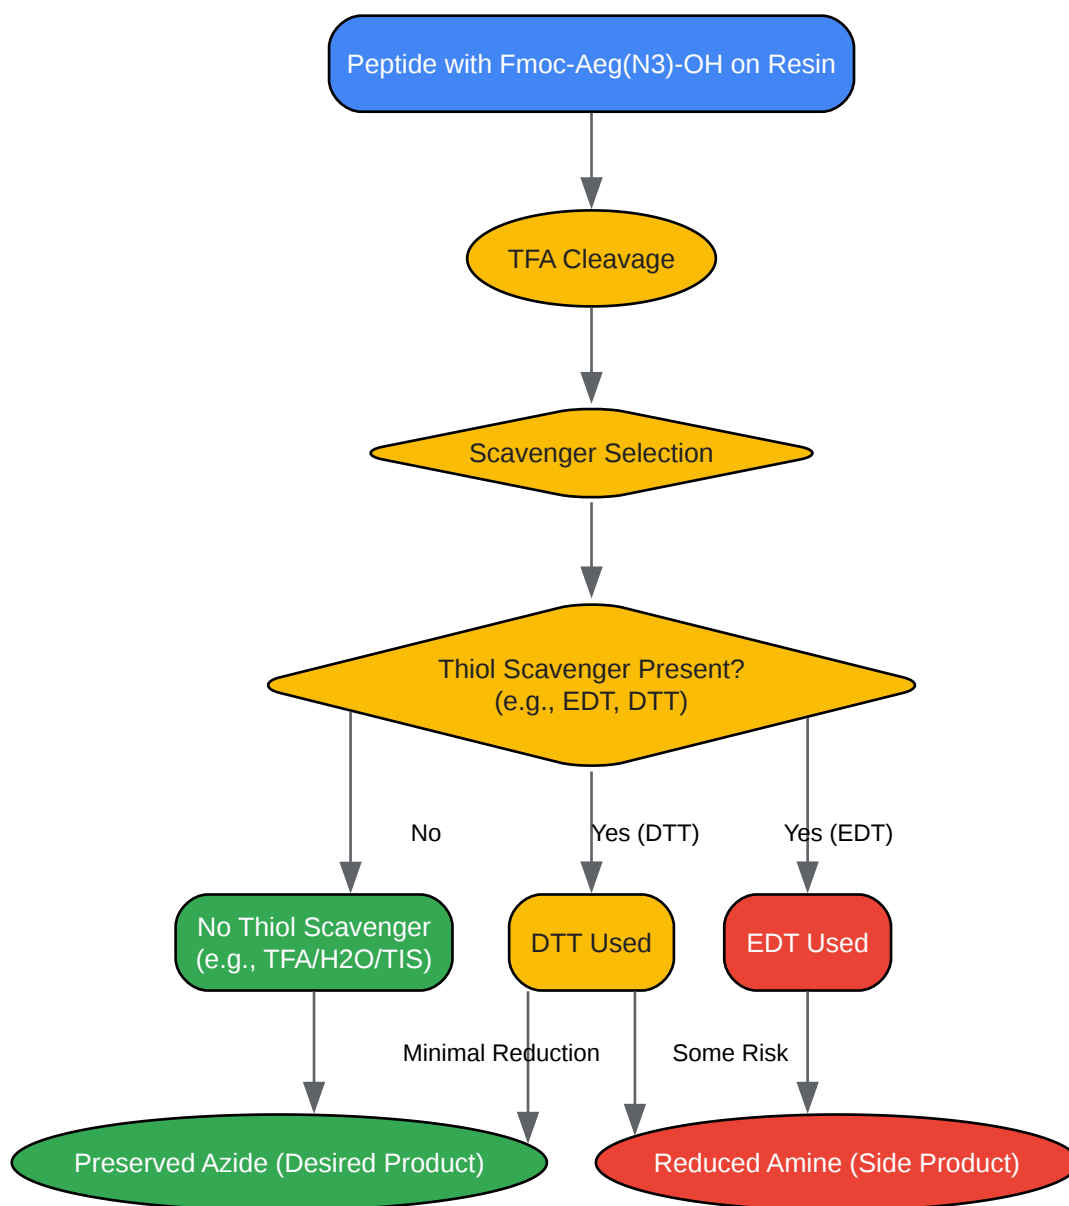 Peptide with Fmoc-Aeg(N3)-OH on Resin
TFA Cleavage
Scavenger Selection
Thiol Scavenger Present?
(e.g., EDT, DTT)
No
Yes (DTT)
Yes (EDT)
No Thiol Scavenger
(e.g., TFA/H2O/TIS)
DTT Used
EDT Used
Minimal Reduction
Some Risk
Preserved Azide (Desired Product)
Reduced Amine (Side Product)